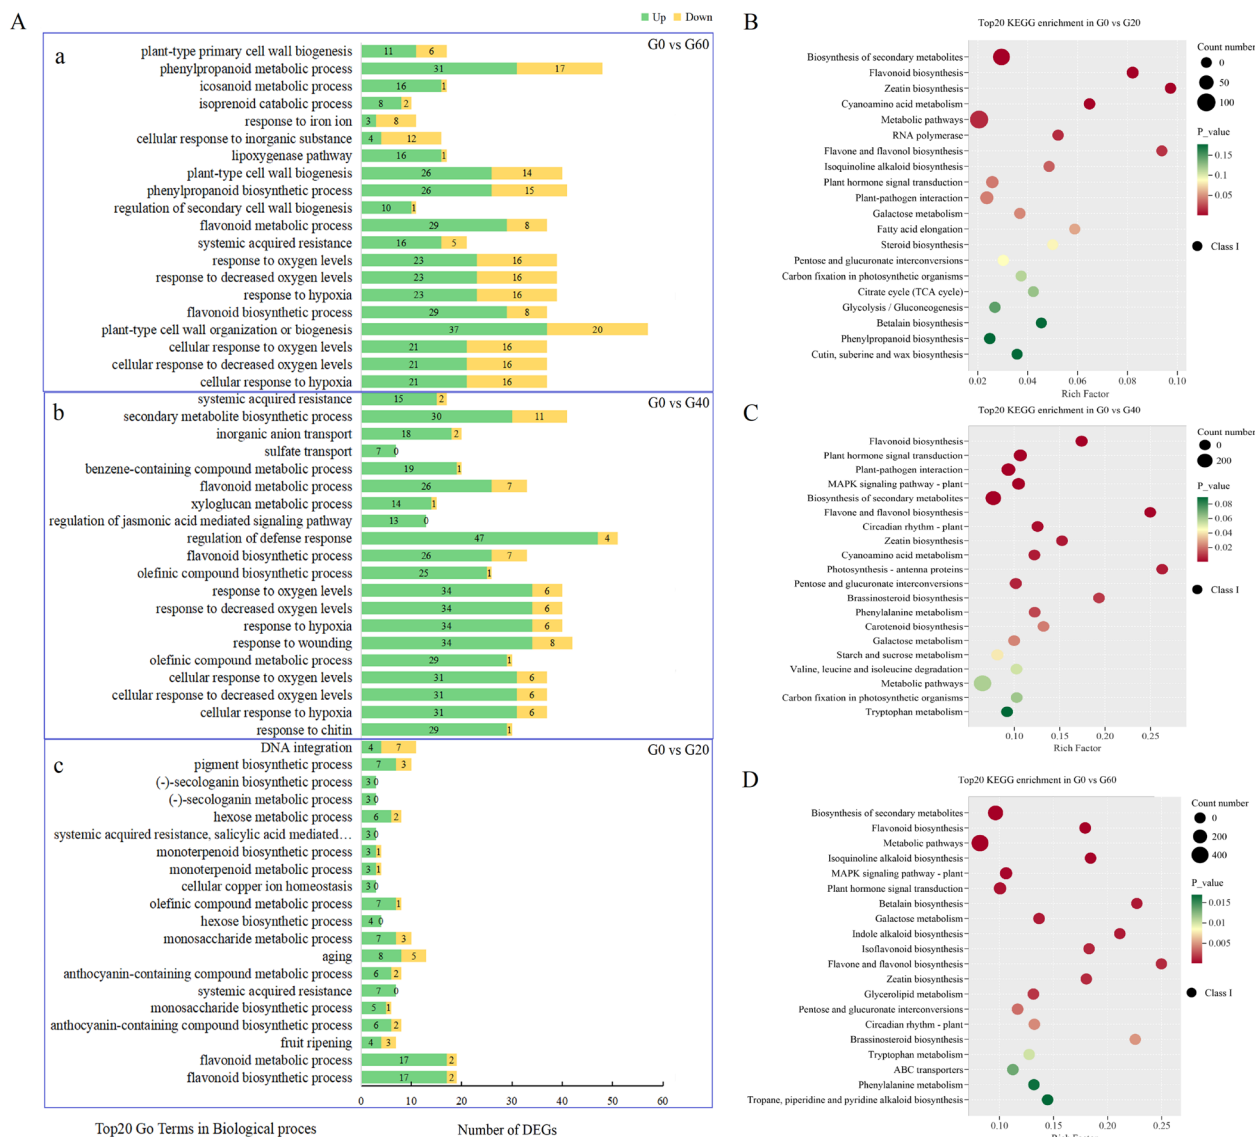 A
Up Down
a
G0 vs G60
plant-type primary cell wall biogenesis 11 6
phenylpropanoid metabolic process 31 17
icosanoid metabolic process 16 1
isoprenoid catabolic process 8 2
response to iron ion 3 8
cellular response to inorganic substance 4 12
lipoxygenase pathway 16 1
plant-type cell wall biogenesis 26 14
phenylpropanoid biosynthetic process 26 15
regulation of secondary cell wall biogenesis 10 1
flavonoid metabolic process 29 8
systemic acquired resistance 16 5
response to oxygen levels 23 16
response to decreased oxygen levels 23 16
response to hypoxia 23 16
flavonoid biosynthetic process 29 8
plant-type cell wall organization or biogenesis 37 20
cellular response to oxygen levels 21 16
cellular response to decreased oxygen levels 21 16
cellular response to hypoxia 21 16
b
G0 vs G40
systemic acquired resistance 15 2
secondary metabolite biosynthetic process 30 11
inorganic anion transport 18 2
sulfate transport 7 0
benzene-containing compound metabolic process 19 1
flavonoid metabolic process 26 7
xyloglucan metabolic process 14 1
regulation of jasmonic acid mediated signaling pathway 13 0
regulation of defense response 47 4
flavonoid biosynthetic process 26 7
olefinic compound biosynthetic process 25 1
response to oxygen levels 34 6
response to decreased oxygen levels 34 6
response to hypoxia 34 6
response to wounding 34 8
olefinic compound metabolic process 29 1
cellular response to oxygen levels 31 6
cellular response to decreased oxygen levels 31 6
cellular response to hypoxia 31 6
response to chitin 29 1
c
G0 vs G20
DNA integration 4 7
pigment biosynthetic process 7 3
(-)-secologanin biosynthetic process 3 0
(-)-secologanin metabolic process 3 0
hexose metabolic process 6 2
systemic acquired resistance, salicylic acid mediated… 3 0
monoterpenoid biosynthetic process 3 1
monoterpenoid metabolic process 3 1
cellular copper ion homeostasis 3 0
olefinic compound metabolic process 7 1
hexose biosynthetic process 4 0
monosaccharide metabolic process 7 3
aging 8 5
anthocyanin-containing compound metabolic process 6 2
systemic acquired resistance 7 0
monosaccharide biosynthetic process 5 1
anthocyanin-containing compound biosynthetic process 6 2
fruit ripening 4 3
flavonoid metabolic process 17 2
flavonoid biosynthetic process 17 2
0 10 20 30 40 50 60
Top20 Go Terms in Biological proces
Number of DEGs
B
Top20 KEGG enrichment in G0 vs G20
Biosynthesis of secondary metabolites
Flavonoid biosynthesis
Zeatin biosynthesis
Cyanoamino acid metabolism
Metabolic pathways
RNA polymerase
Flavone and flavonol biosynthesis
Isoquinoline alkaloid biosynthesis
Plant hormone signal transduction
Plant-pathogen interaction
Galactose metabolism
Fatty acid elongation
Steroid biosynthesis
Pentose and glucuronate interconversions
Carbon fixation in photosynthetic organisms
Citrate cycle (TCA cycle)
Glycolysis / Gluconeogenesis
Betalain biosynthesis
Phenylpropanoid biosynthesis
Cutin, suberine and wax biosynthesis
0.02 0.04 0.06 0.08 0.10
Rich Factor
Count number
0
50
100
P_value
0.15
0.1
0.05
Class I
C
Top20 KEGG enrichment in G0 vs G40
Flavonoid biosynthesis
Plant hormone signal transduction
Plant-pathogen interaction
MAPK signaling pathway - plant
Biosynthesis of secondary metabolites
Flavone and flavonol biosynthesis
Circadian rhythm - plant
Zeatin biosynthesis
Cyanoamino acid metabolism
Photosynthesis - antenna proteins
Pentose and glucuronate interconversions
Brassinosteroid biosynthesis
Phenylalanine metabolism
Carotenoid biosynthesis
Galactose metabolism
Starch and sucrose metabolism
Valine, leucine and isoleucine degradation
Metabolic pathways
Carbon fixation in photosynthetic organisms
Tryptophan metabolism
0.10 0.15 0.20 0.25
Rich Factor
Count number
0
200
P_value
0.08
0.06
0.04
0.02
Class I
D
Top20 KEGG enrichment in G0 vs G60
Biosynthesis of secondary metabolites
Flavonoid biosynthesis
Metabolic pathways
Isoquinoline alkaloid biosynthesis
MAPK signaling pathway - plant
Plant hormone signal transduction
Betalain biosynthesis
Galactose metabolism
Indole alkaloid biosynthesis
Isoflavonoid biosynthesis
Flavone and flavonol biosynthesis
Zeatin biosynthesis
Glycerolipid metabolism
Pentose and glucuronate interconversions
Circadian rhythm - plant
Brassinosteroid biosynthesis
Tryptophan metabolism
ABC transporters
Phenylalanine metabolism
Tropane, piperidine and pyridine alkaloid biosynthesis
0.10 0.15 0.20 0.25
Rich Factor
Count number
0
200
400
P_value
0.015
0.01
0.005
Class I